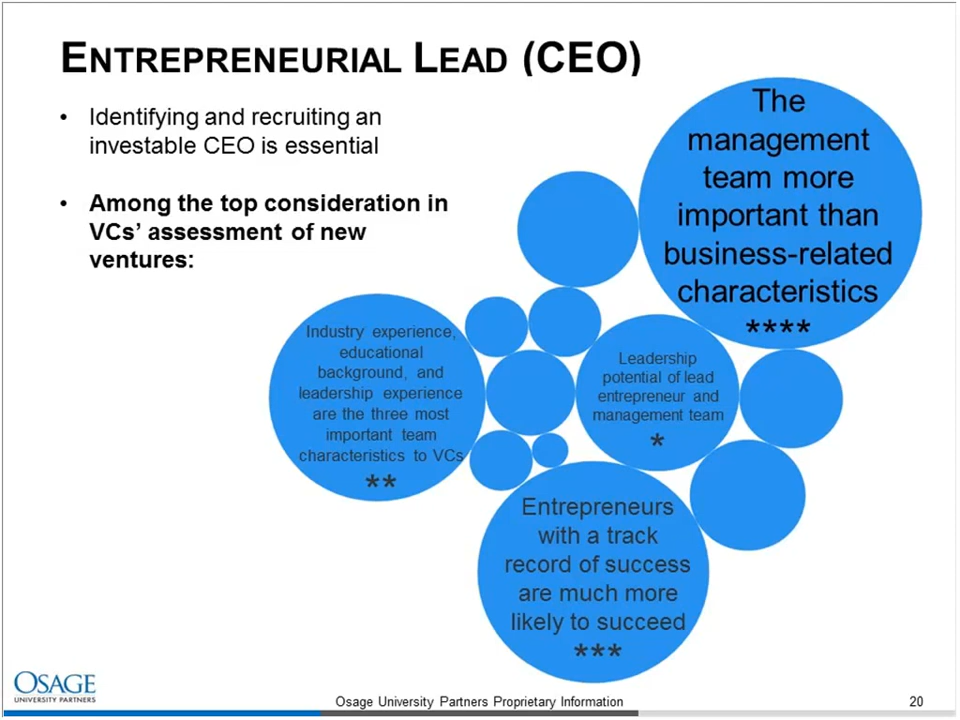 ENTREPRENEURIAL LEAD (CEO)
• Identifying and recruiting an
investable CEO is essential
• Among the top consideration in
VCs’ assessment of new
ventures:
The
management
team more
important than
business-related
characteristics
****
Industry experience,
educational
background, and
leadership experience
are the three most
important team
characteristics to VCs
**
Leadership
potential of lead
entrepreneur and
management team
*
Entrepreneurs
with a track
record of success
are much more
likely to succeed
***
OSAGE
UNIVERSITY PARTNERS
Osage University Partners Proprietary Information
20